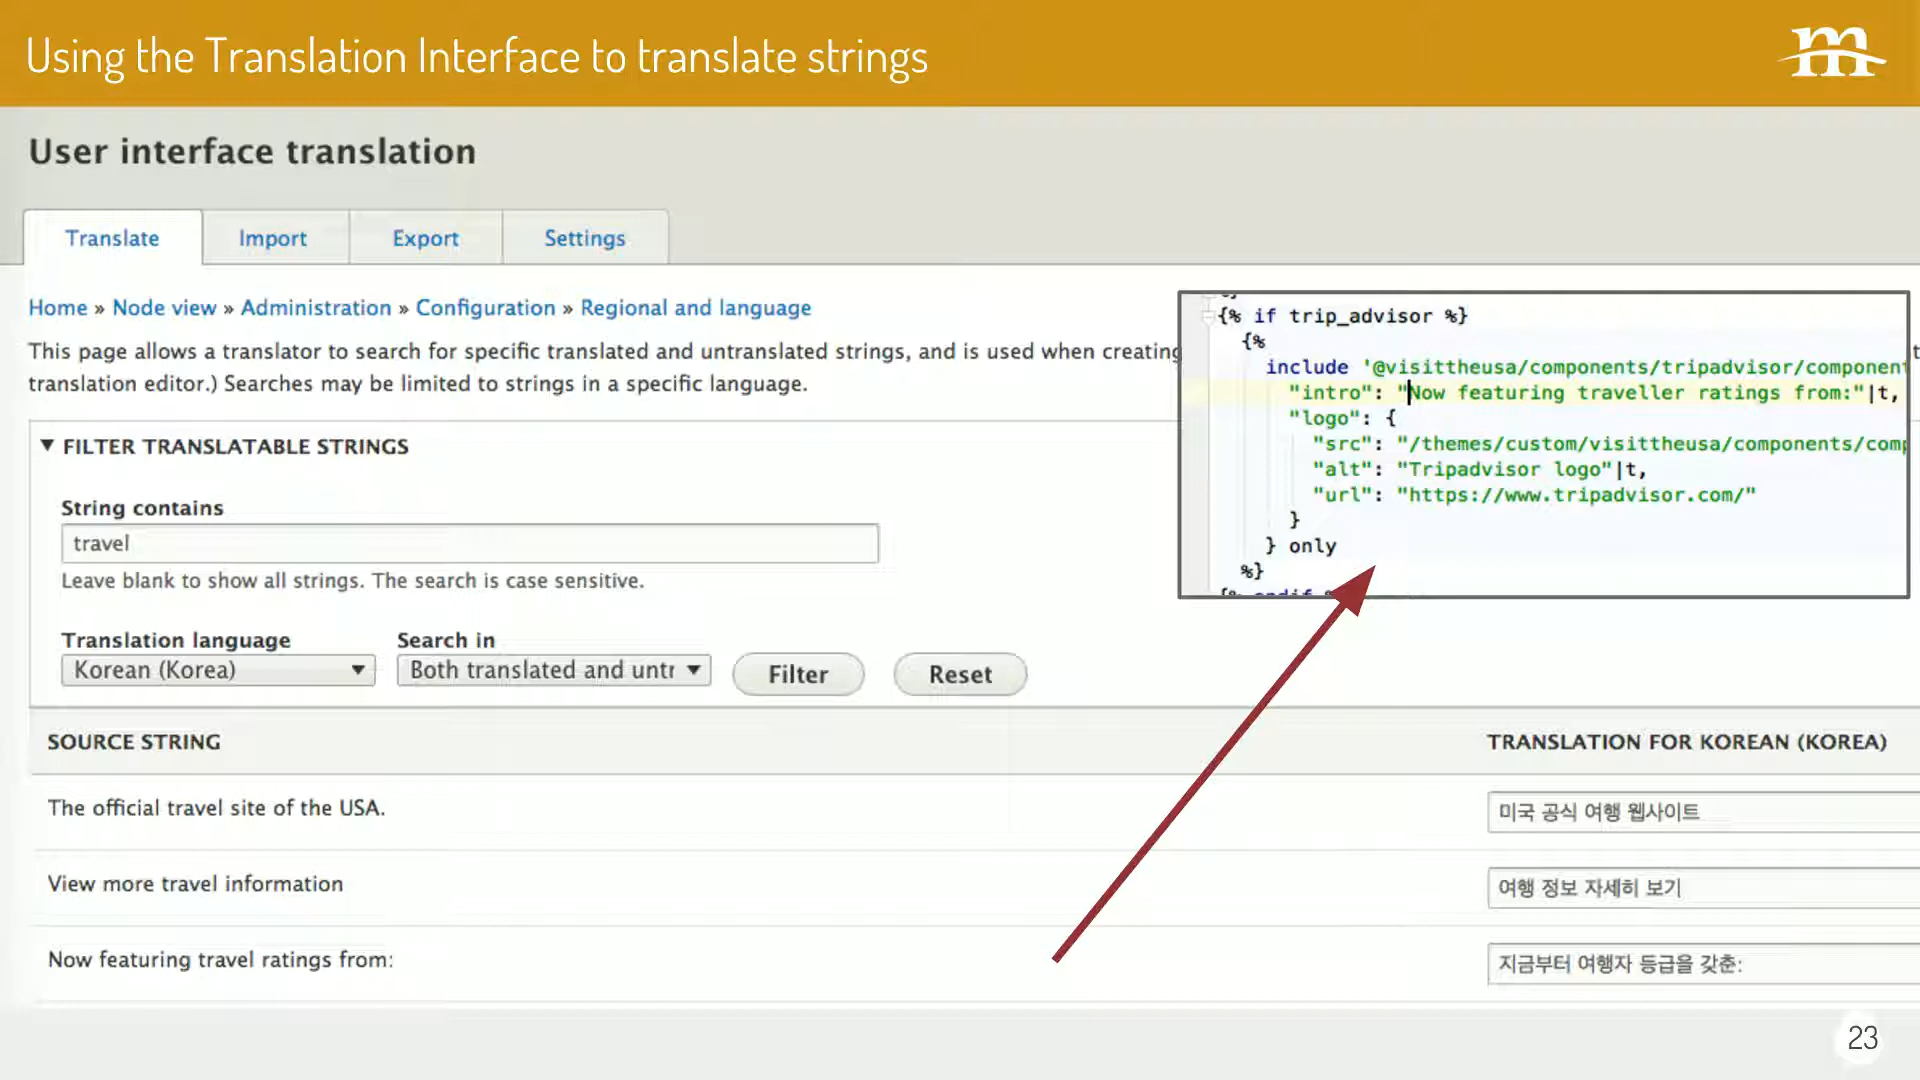 Using the Translation Interface to translate strings
User interface translation
Translate
Import
Export
Settings
Home » Node view » Administration » Configuration » Regional and language
This page allows a translator to search for specific translated and untranslated strings, and is used when creating
translation editor.) Searches may be limited to strings in a specific language.
{% if trip_advisor %}
{%
include '@visittheusa/components/tripadvisor/component
"intro": "Now featuring traveller ratings from:"|t,
"logo": {
"src": "/themes/custom/visittheusa/components/comp
"alt": "Tripadvisor logo"|t,
"url": "https://www.tripadvisor.com/"
}
} only
%}
{% endif %
▼ FILTER TRANSLATABLE STRINGS
String contains
travel
Leave blank to show all strings. The search is case sensitive.
Translation language
Search in
Korean (Korea)
Both translated and untr
Filter
Reset
SOURCE STRING
TRANSLATION FOR KOREAN (KOREA)
The official travel site of the USA.
미국 공식 여행 웹사이트
View more travel information
여행 정보 자세히 보기
Now featuring travel ratings from:
지금부터 여행자 등급을 갖춘:
23